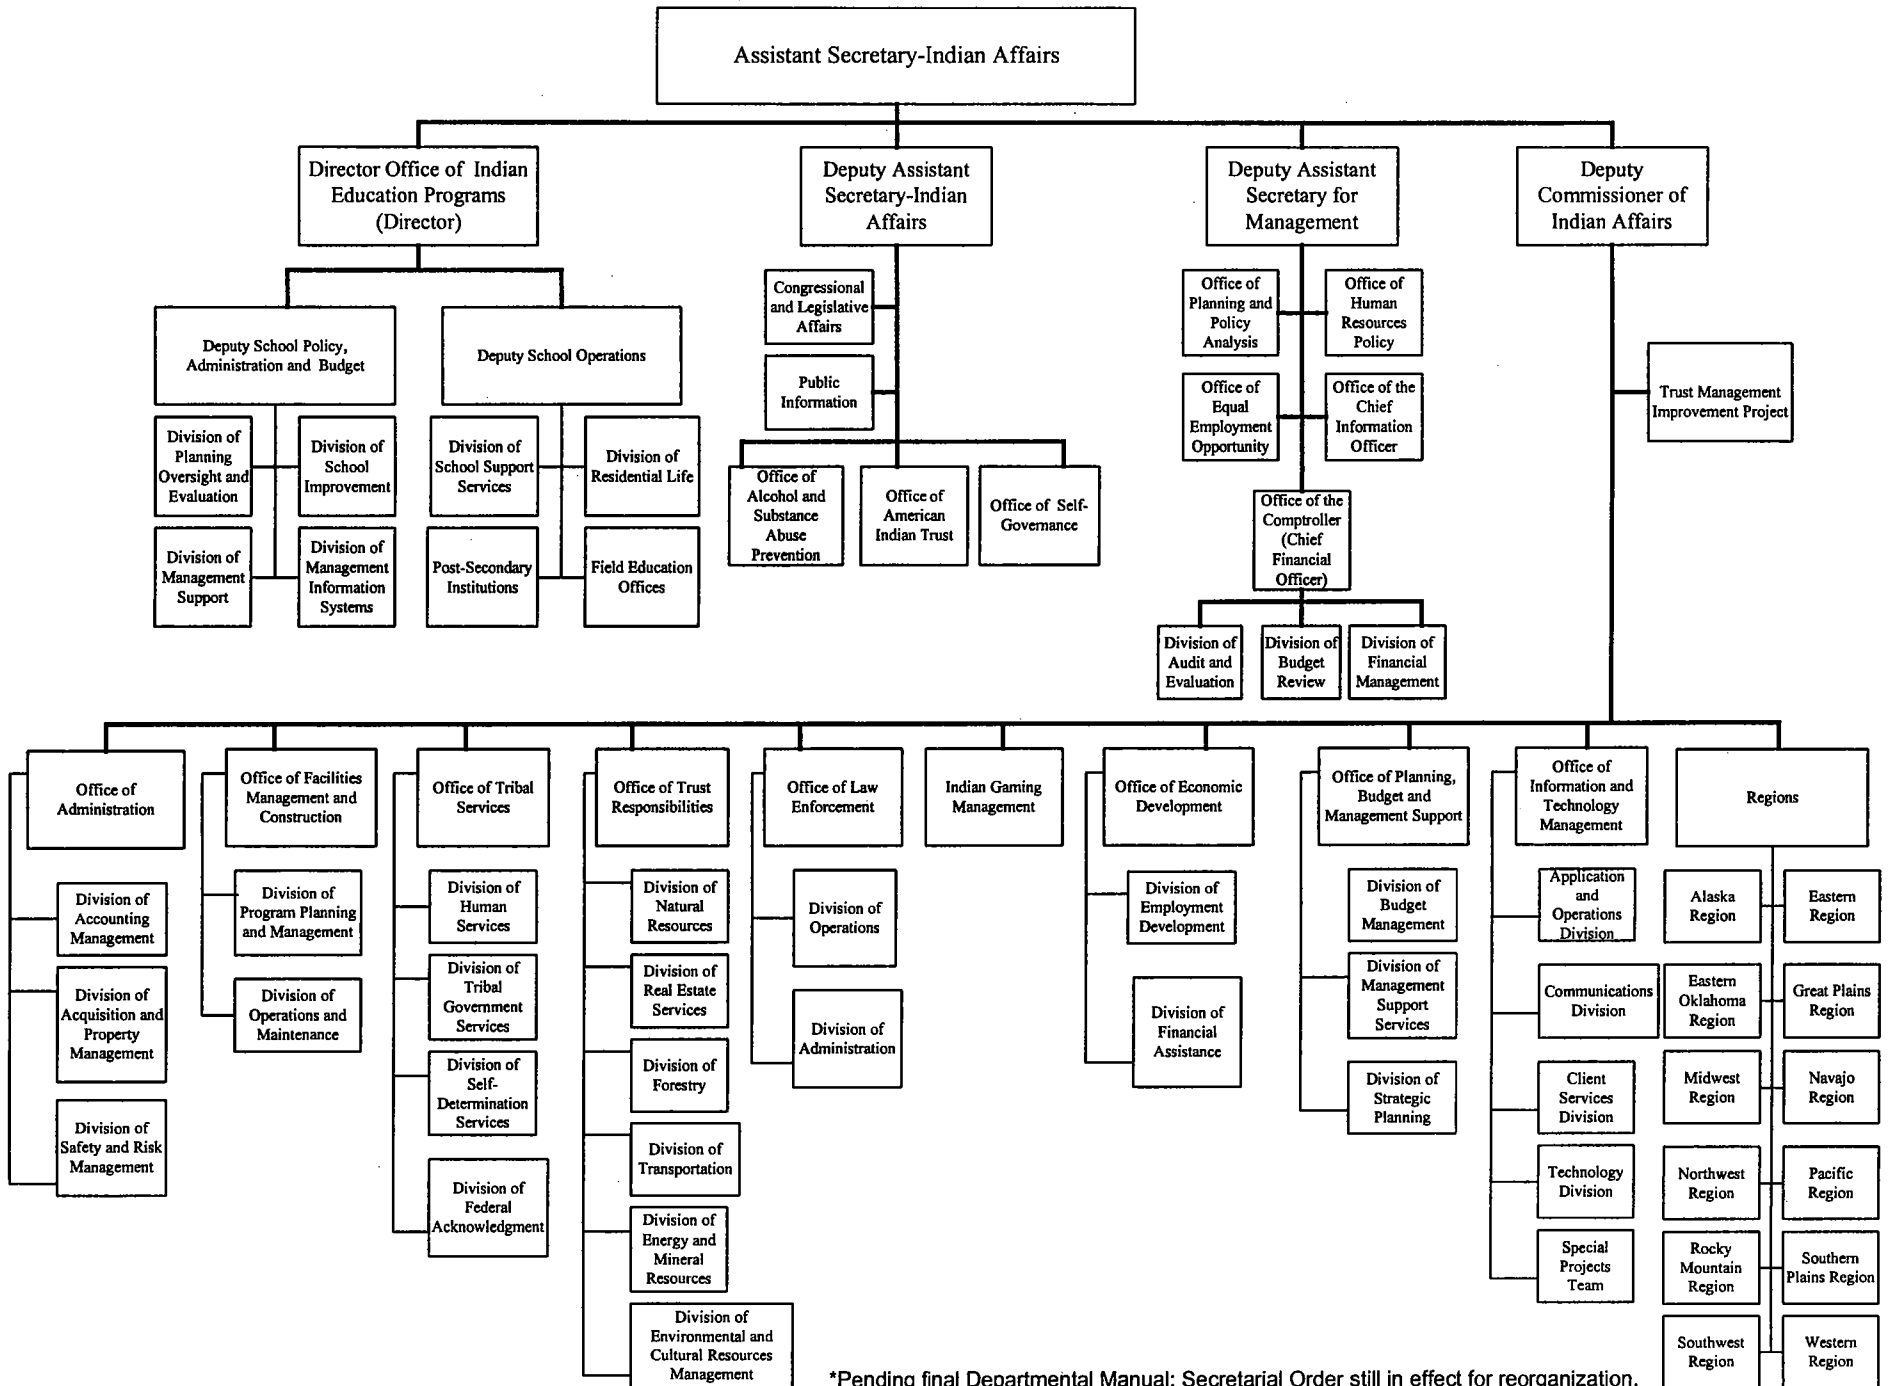 Assistant Secretary-Indian Affairs
Director Office of Indian
Education Programs
(Director)
Deputy Assistant
Secretary-Indian
Affairs
Deputy Assistant
Secretary for
Management
Deputy
Commissioner of
Indian Affairs
Deputy School Policy,
Administration and Budget
Deputy School Operations
Division of
Planning
Oversight and
Evaluation
Division of
School
Improvement
Division of
Management
Support
Division of
Management
Information
Systems
Division of
School Support
Services
Division of
Residential Life
Post-Secondary
Institutions
Field Education
Offices
Congressional
and Legislative
Affairs
Public
Information
Office of
Alcohol and
Substance
Abuse
Prevention
Office of
American
Indian Trust
Office of Self-
Governance
Office of
Planning and
Policy
Analysis
Office of
Human
Resources
Policy
Office of
Equal
Employment
Opportunity
Office of the
Chief
Information
Officer
Office of the
Comptroller
(Chief
Financial
Officer)
Division of
Audit and
Evaluation
Division of
Budget
Review
Division of
Financial
Management
Trust Management
Improvement Project
Office of
Administration
Division of
Accounting
Management
Division of
Acquisition and
Property
Management
Division of
Safety and Risk
Management
Office of Facilities
Management and
Construction
Division of
Program Planning
and Management
Division of
Operations and
Maintenance
Office of Tribal
Services
Division of
Human
Services
Division of
Tribal
Government
Services
Division of
Self-
Determination
Services
Division of
Federal
Acknowledgment
Office of Trust
Responsibilities
Division of
Natural
Resources
Division of
Real Estate
Services
Division of
Forestry
Division of
Transportation
Division of
Energy and
Mineral
Resources
Division of
Environmental and
Cultural Resources
Management
Office of Law
Enforcement
Division of
Operations
Division of
Administration
Indian Gaming
Management
Office of Economic
Development
Division of
Employment
Development
Division of
Financial
Assistance
Office of Planning,
Budget and
Management Support
Division of
Budget
Management
Division of
Management
Support
Services
Division of
Strategic
Planning
Office of
Information and
Technology
Management
Application
and
Operations
Division
Communications
Division
Client
Services
Division
Technology
Division
Special
Projects
Team
Regions
Alaska
Region
Eastern
Region
Eastern
Oklahoma
Region
Great Plains
Region
Midwest
Region
Navajo
Region
Northwest
Region
Pacific
Region
Rocky
Mountain
Region
Southern
Plains Region
Southwest
Region
Western
Region
*Pending final Departmental Manual: Secretarial Order still in effect for reorganization.